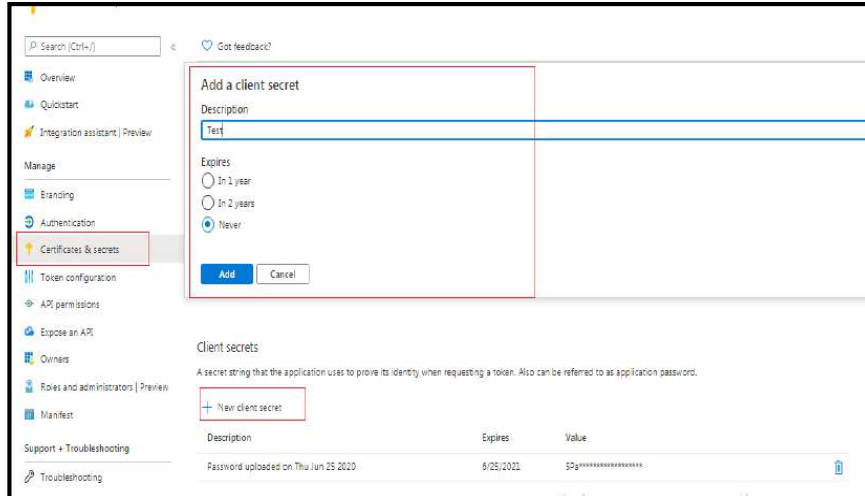 Search (Ctrl+/)
«
Got feedback?
Overview
Quickstart
Integration assistant | Preview
Manage
Branding
Authentication
Certificates & secrets
Token configuration
API permissions
Expose an API
Owners
Roles and administrators | Preview
Manifest
Support + Troubleshooting
Troubleshooting
Add a client secret
Description
Test
Expires
In 1 year
In 2 years
Never
Add Cancel
Client secrets
A secret string that the application uses to prove its identity when requesting a token. Also can be referred to as application password.
New client secret
Description Expires Value
Password uploaded on Thu Jun 25 2020 6/25/2021 SPa******************